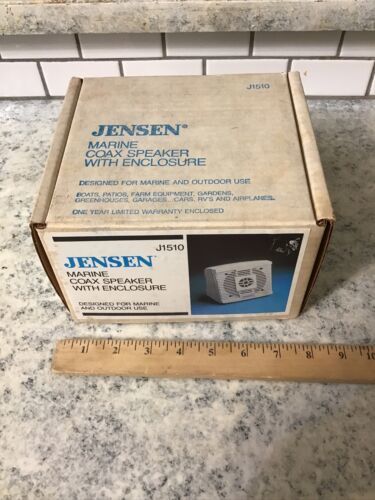 J1510
JENSEN®
MARINE
COAX SPEAKER
WITH ENCLOSURE
DESIGNED FOR MARINE AND OUTDOOR USE
BOATS, PATIOS, FARM EQUIPMENT, GARDENS,
GREENHOUSES, GARAGES...CARS, RV'S AND AIRPLANES.
ONE YEAR LIMITED WARRANTY ENCLOSED
J1510
JENSEN®
MARINE
COAX SPEAKER
WITH ENCLOSURE
DESIGNED FOR MARINE
AND OUTDOOR USE
1 2 3 4 5 6 7 8 9 10